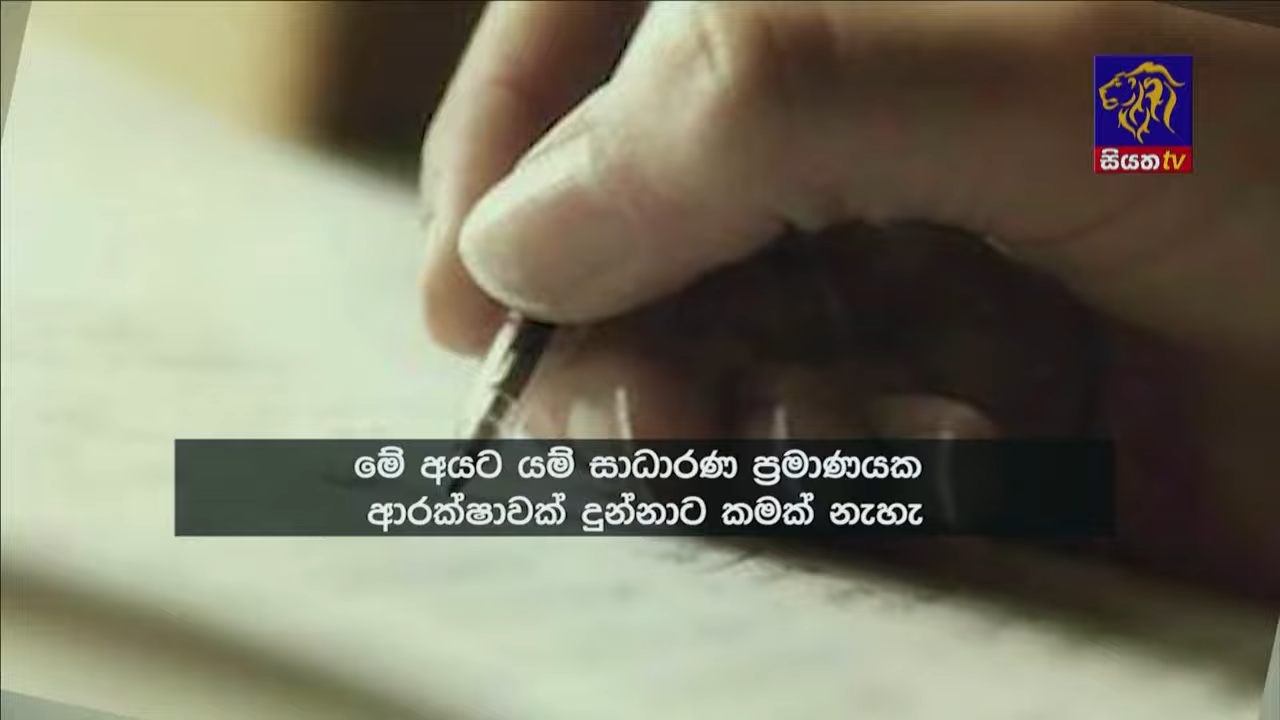 සියත tv
මේ අයට යම් සාධාරණ ප්‍රමාණයක
ආරක්ෂාවක් දුන්නාට කමක් නැහැ